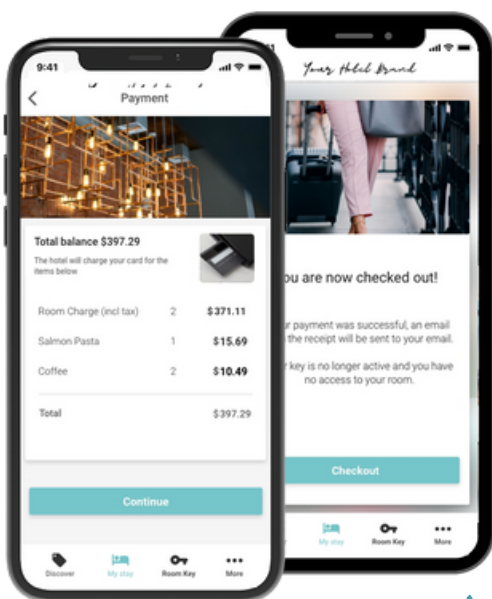 9:41
Payment
Total balance $397.29
The hotel will charge your card for the
items below
Room Charge (incl tax) 2 $371.11
Salmon Pasta 1 $15.69
Coffee 2 $10.49
Total $397.29
Continue
Discover My stay Room Key More
Your Hotel Brand
ou are now checked out!
r payment was successful, an email
the receipt will be sent to your email.
key is no longer active and you have
no access to your room.
Checkout
My stay Room Key More